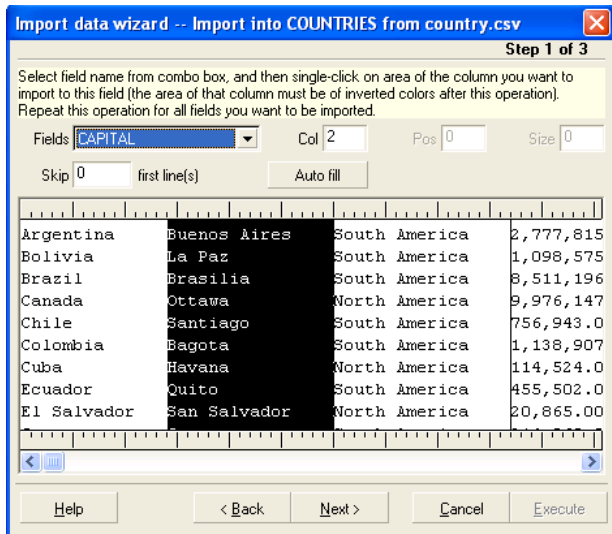 Import data wizard -- Import into COUNTRIES from country.csv
Step 1 of 3
Select field name from combo box, and then single-click on area of the column you want to
import to this field (the area of that column must be of inverted colors after this operation).
Repeat this operation for all fields you want to be imported.
Fields CAPITAL Col 2 Pos 0 Size 0
Skip 0 first line(s) Auto fill
Argentina Buenos Aires South America 2,777,815
Bolivia La Paz South America 1,098,575
Brazil Brasilia South America 8,511,196
Canada Ottawa North America 9,976,147
Chile Santiago South America 756,943.0
Colombia Bagota South America 1,138,907
Cuba Havana North America 114,524.0
Ecuador Quito South America 455,502.0
El Salvador San Salvador North America 20,865.00
Help < Back Next > Cancel Execute